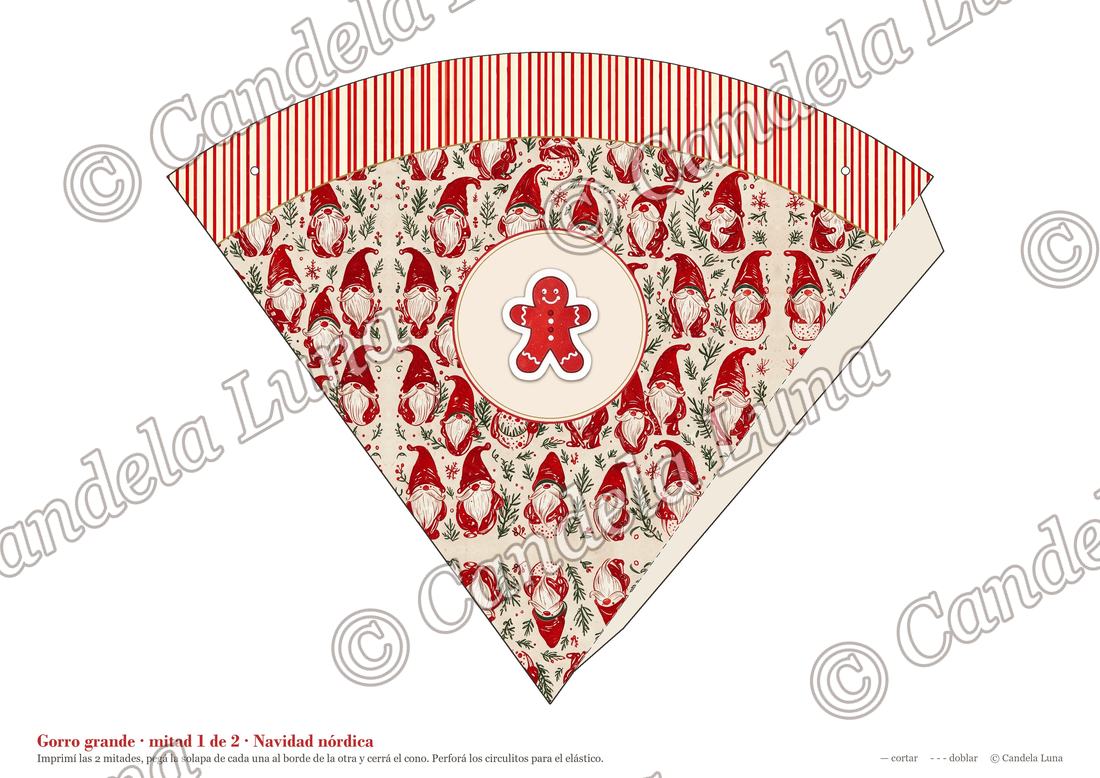 © Candela Luna
© Candela Luna
© Candela Luna
© Candela Luna
©
© Candela
Gorro grande · mitad 1 de 2 · Navidad nórdica
Imprimí las 2 mitades, pegá la solapa de cada una al borde de la otra y cerrá el cono. Perforá los circulitos para el elástico.
— cortar - - - doblar © Candela Luna